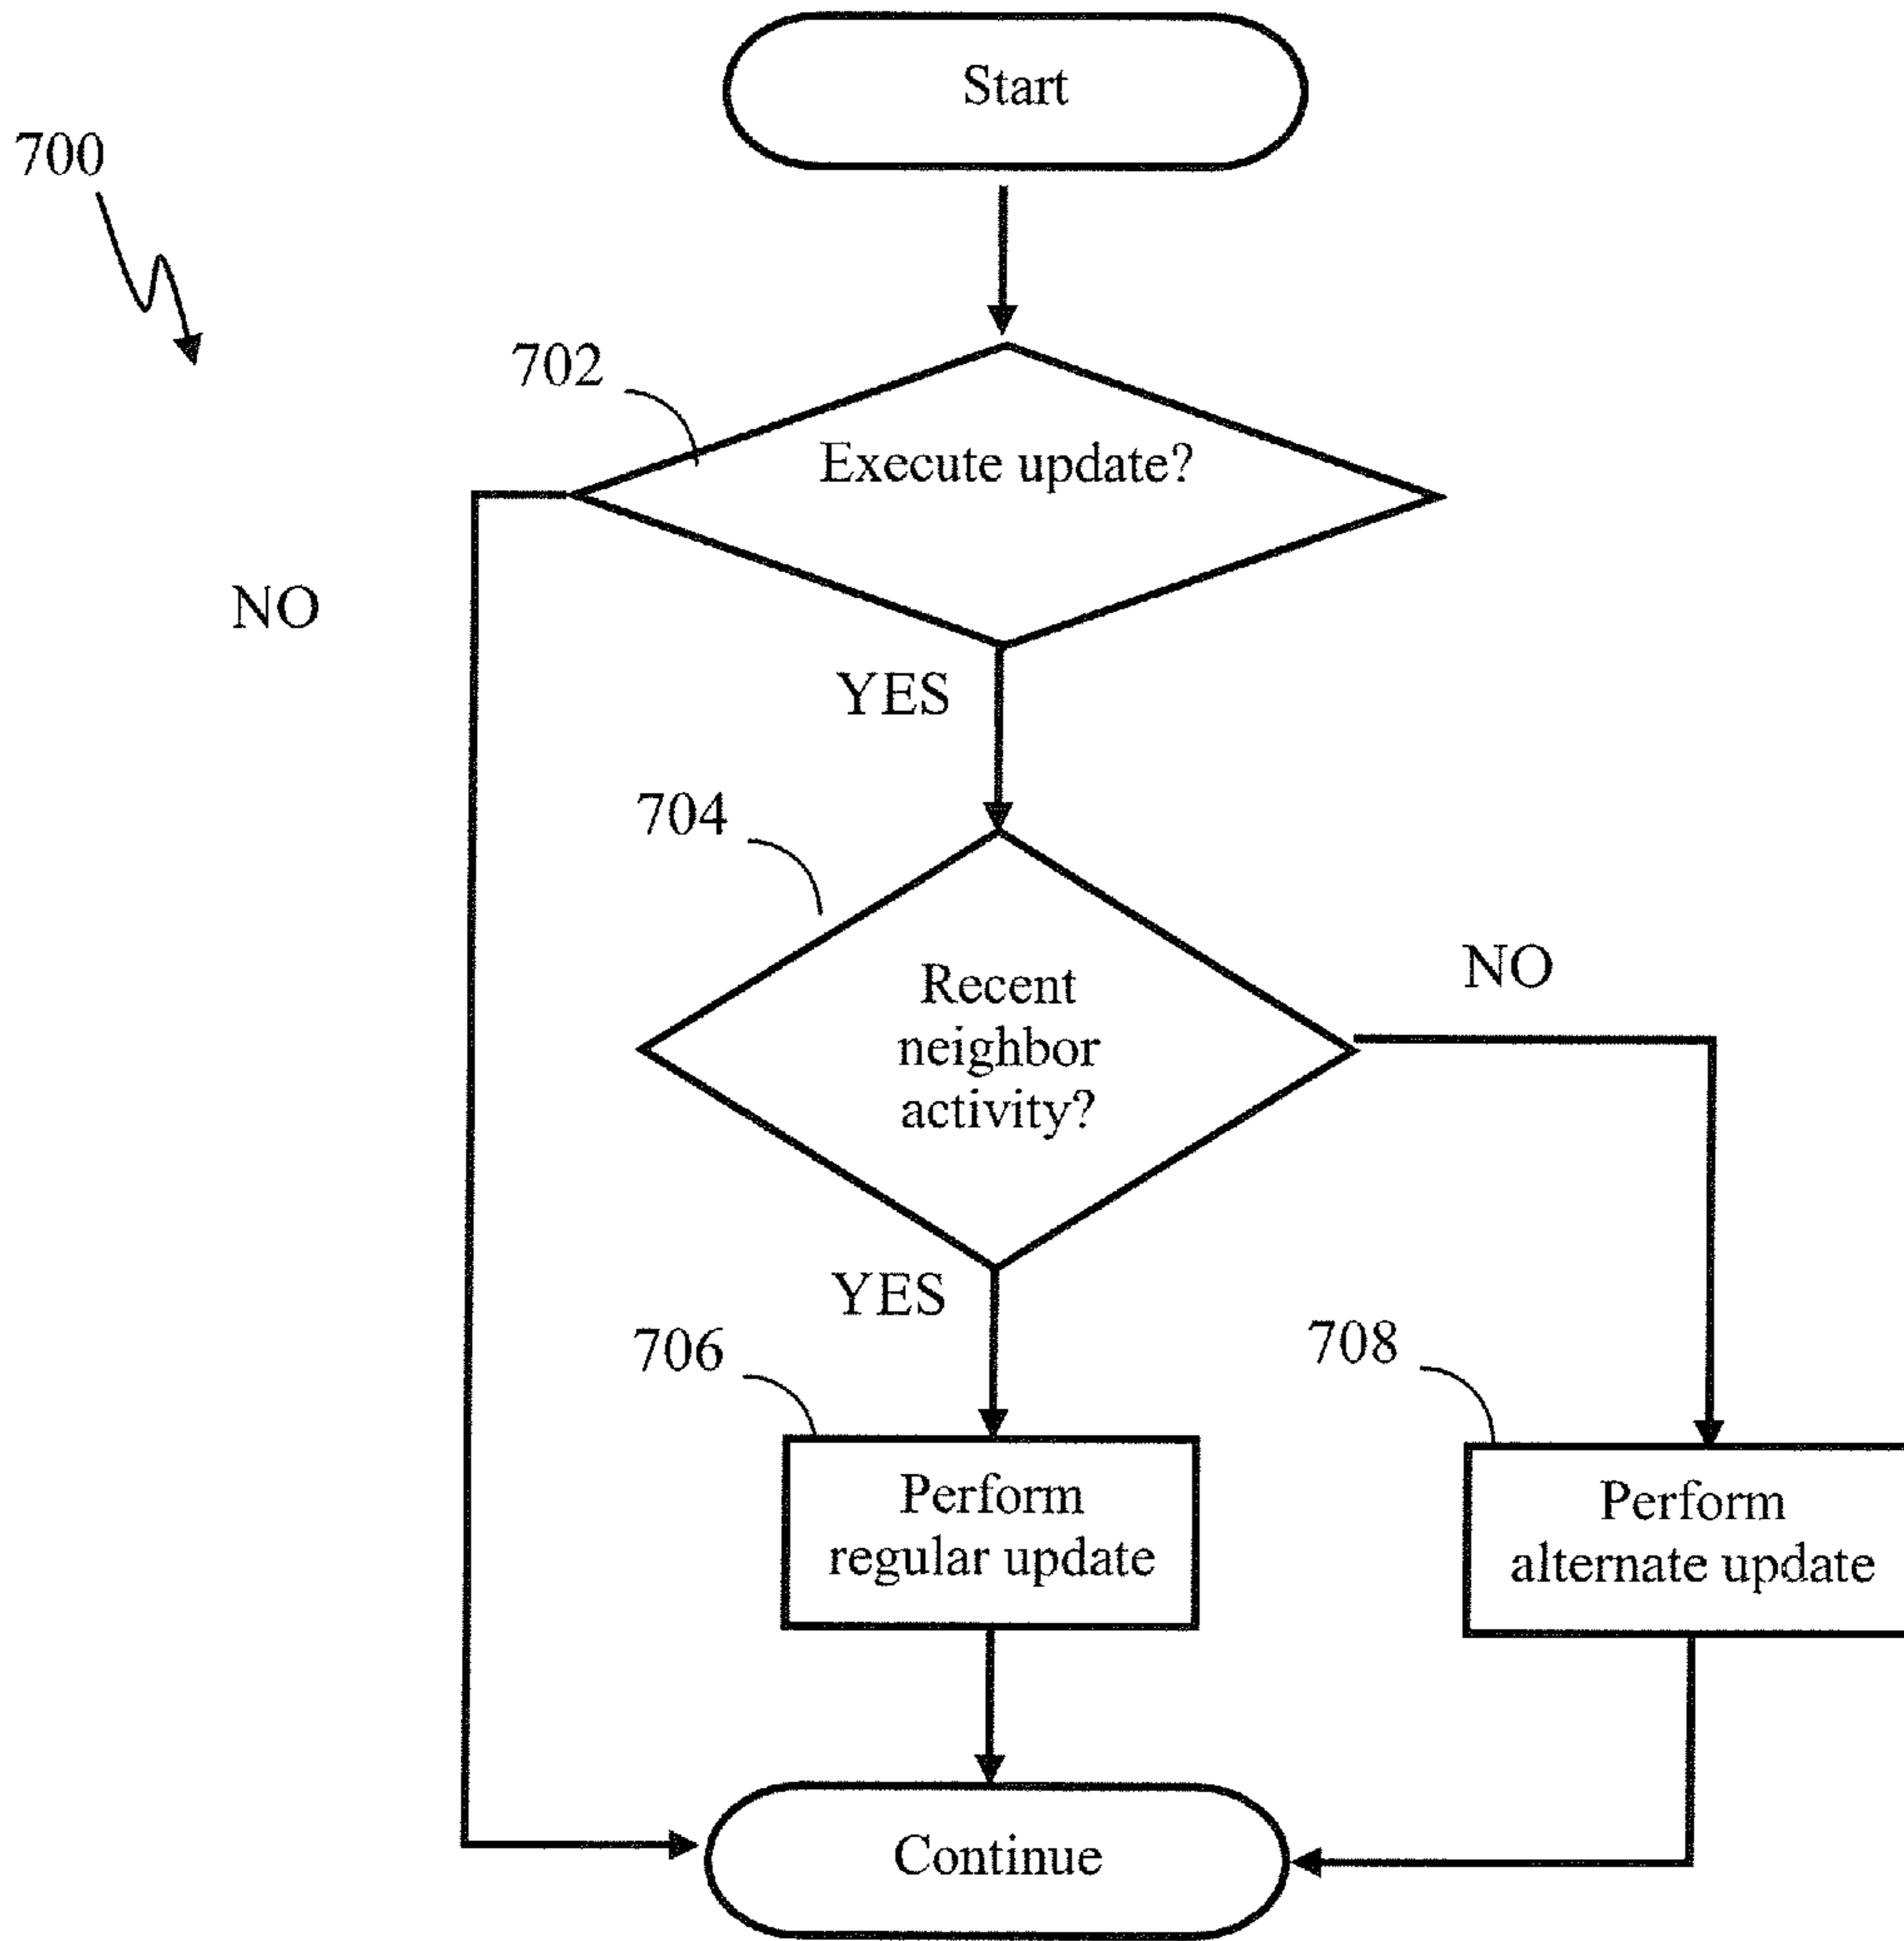 Start
700
702
Execute update?
NO
YES
704
Recent
neighbor
activity?
NO
YES
706
708
Perform
regular update
Perform
alternate update
Continue